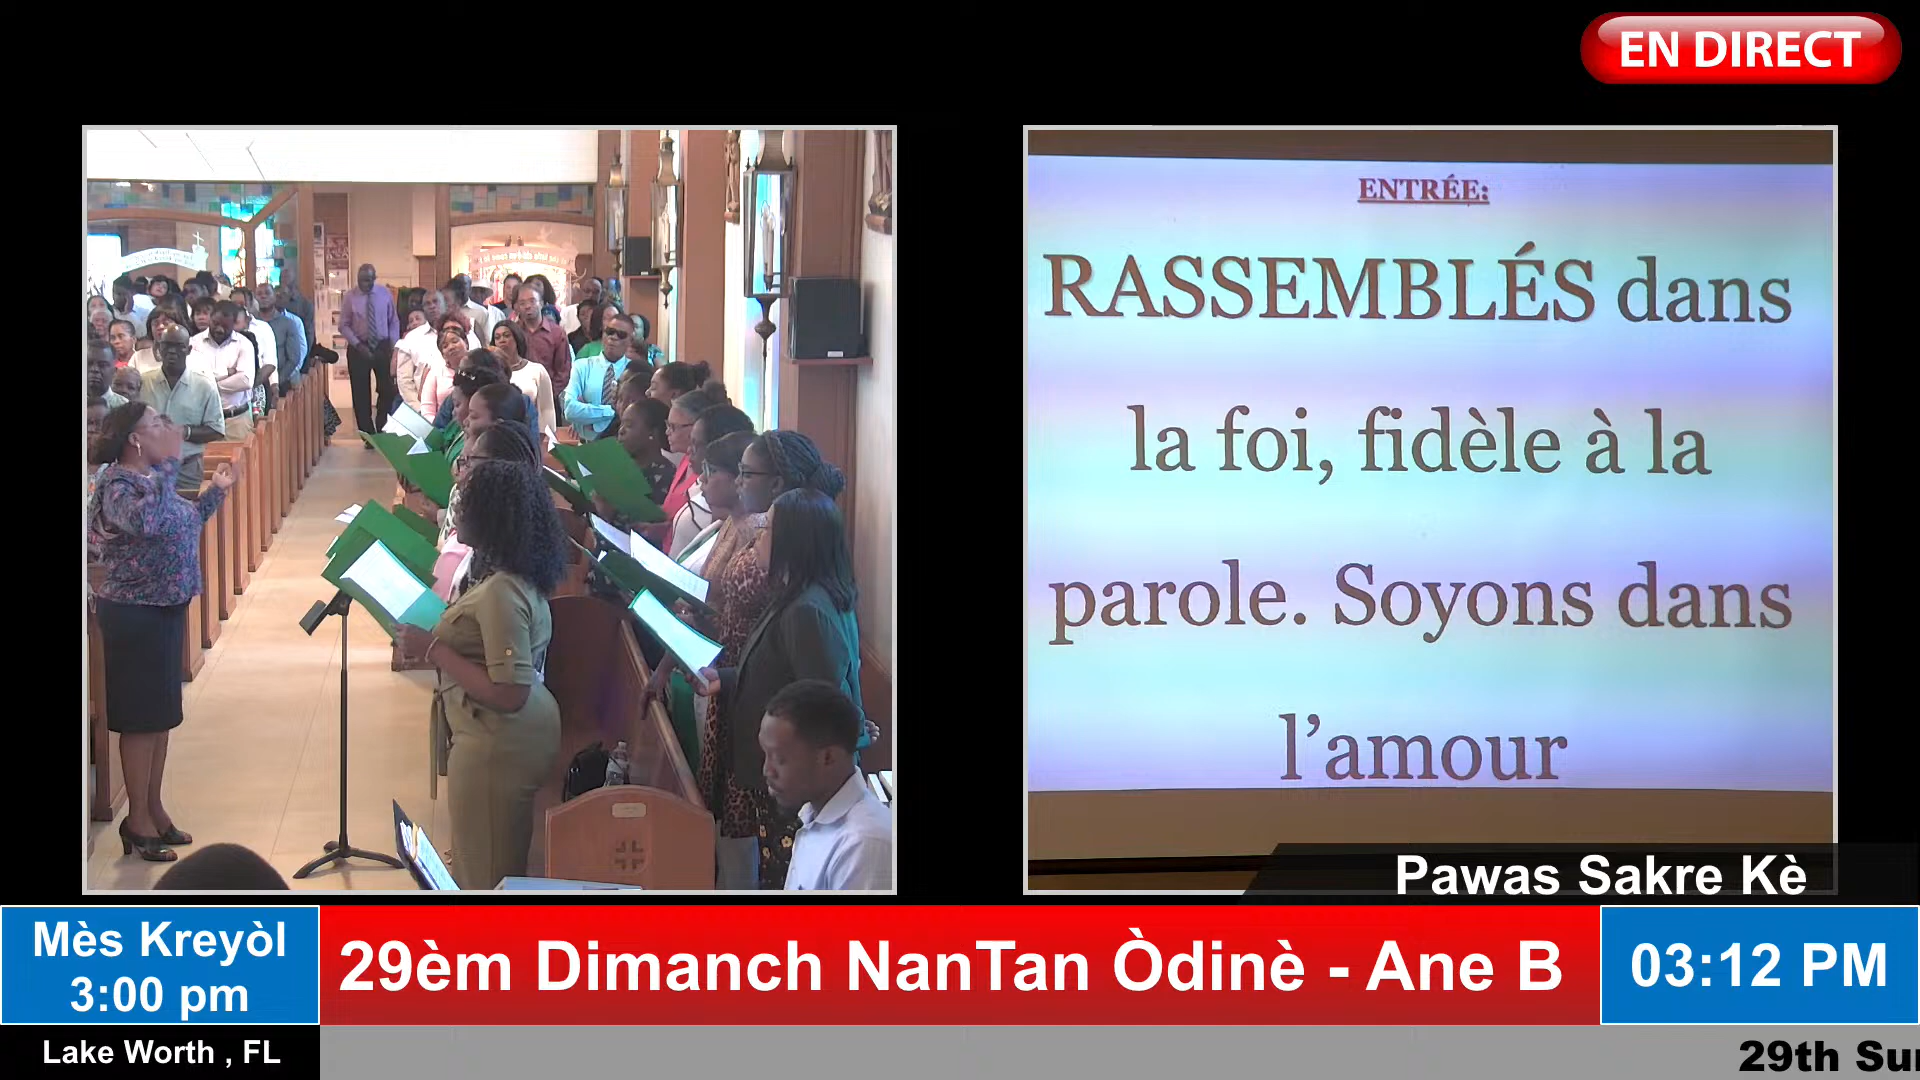 EN DIRECT
ENTRÉE:
RASSEMBLÉS dans
la foi, fidèle à la
parole. Soyons dans
l’amour
Pawas Sakre Kè
Mès Kreyòl
3:00 pm
29èm Dimanch NanTan Òdinè - Ane B
03:12 PM
Lake Worth , FL
29th Sun